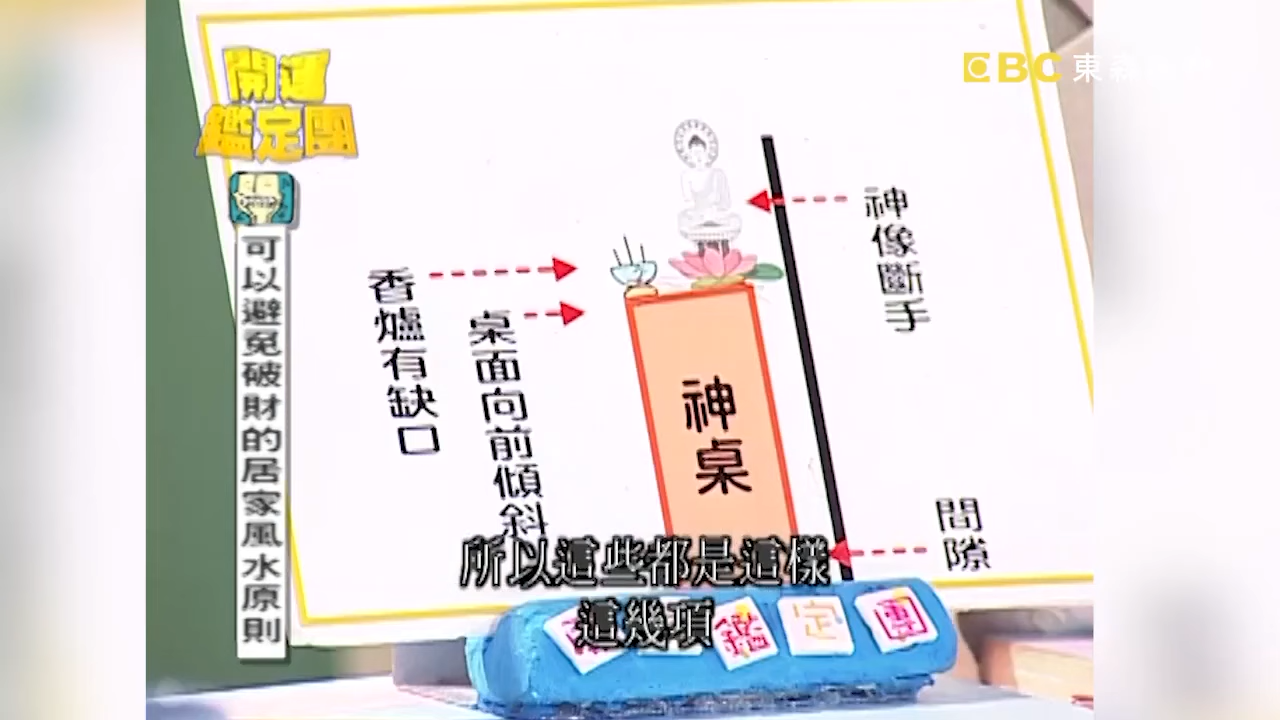 開運
鑑定團
EBC 東森
可以避免破財的居家風水原則
香爐有缺口
桌面向前傾斜
神桌
神像斷手
間隙
所以這些都是這樣
這幾項
鑑定團